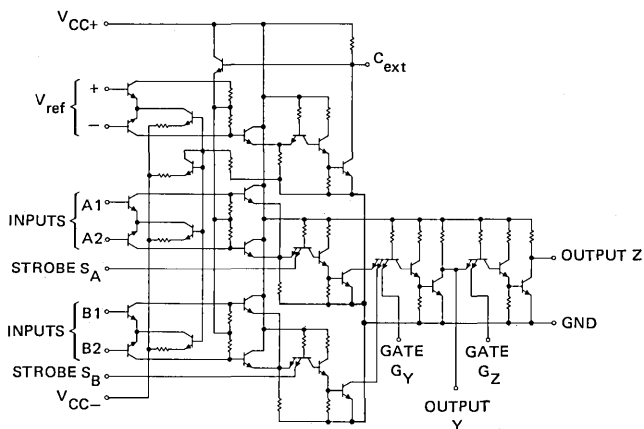 VCC+
Cext
Vref
+
−
INPUTS
A1
A2
STROBE SA
OUTPUT Z
INPUTS
B1
B2
GND
GATE GY
GATE GZ
STROBE SB
VCC−
OUTPUT Y